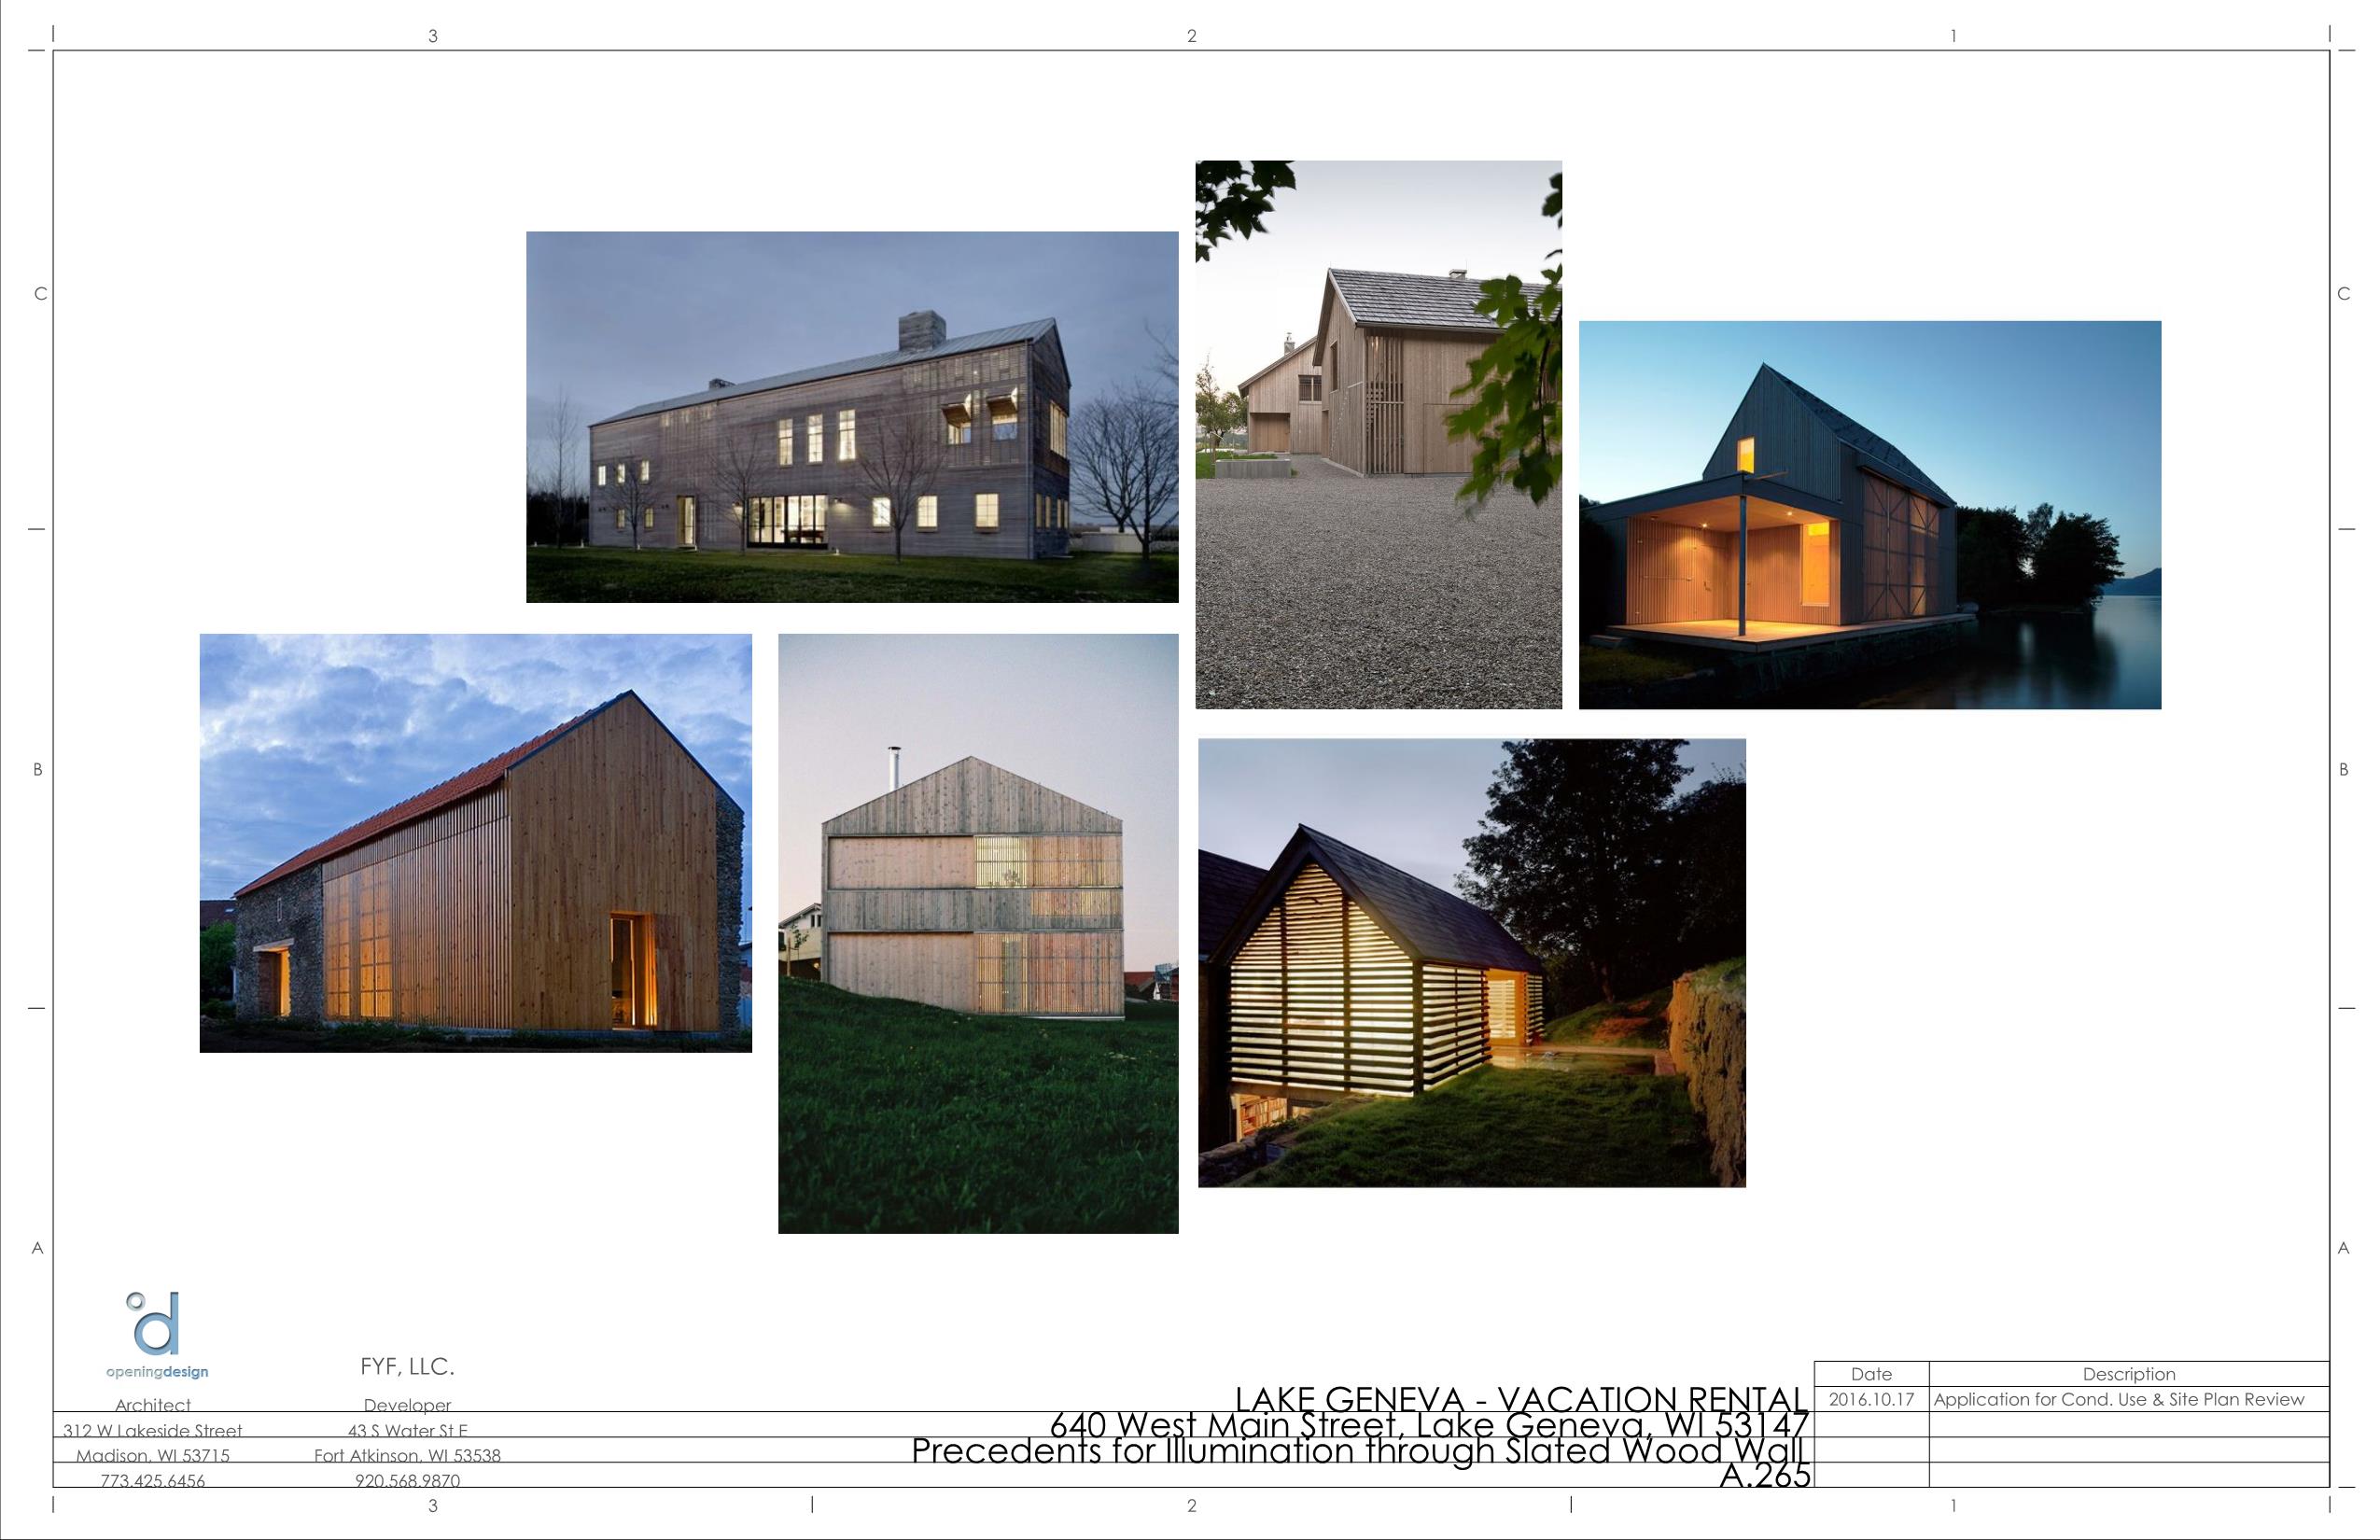 3 2 1
C C
B B
A A
openingdesign
Architect
312 W Lakeside Street
Madison, WI 53715
773.425.6456
FYF, LLC.
Developer
43 S Water St E
Fort Atkinson, WI 53538
920.568.9870
LAKE GENEVA - VACATION RENTAL
640 West Main Street, Lake Geneva, WI 53147
Precedents for Illumination through Slated Wood Wall
A.265
Date Description
2016.10.17 Application for Cond. Use & Site Plan Review
3 2 1